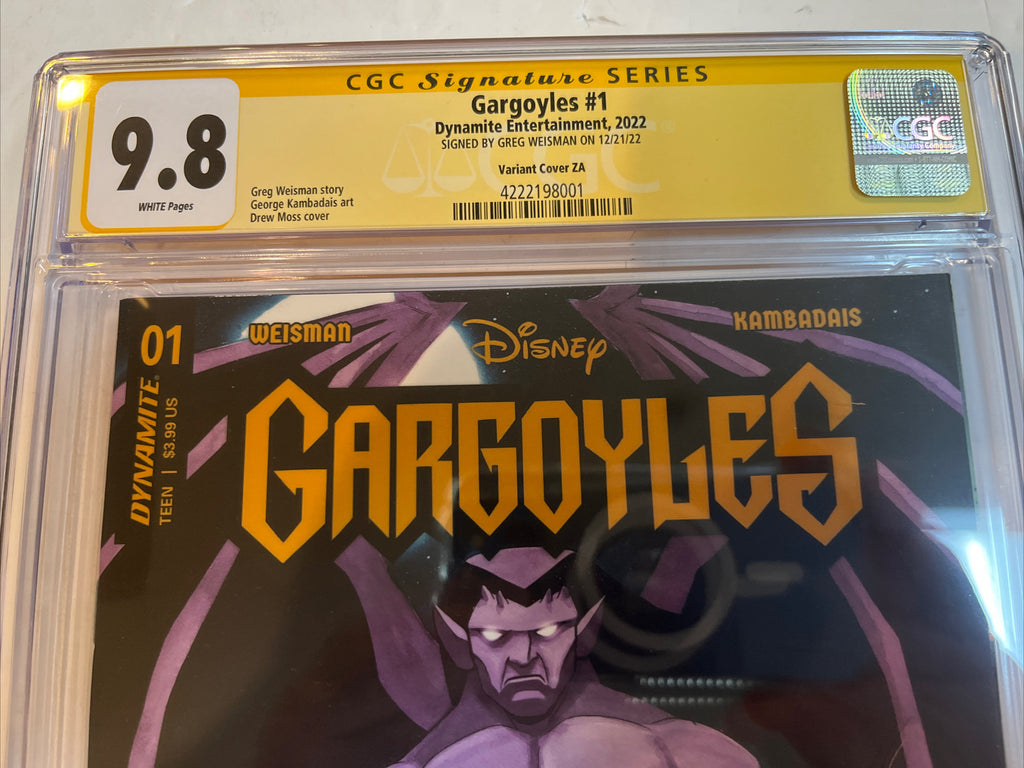 CGC Signature SERIES
Gargoyles #1
Dynamite Entertainment, 2022
SIGNED BY GREG WEISMAN ON 12/21/22
Variant Cover ZA
4222198001
9.8
WHITE Pages
Greg Weisman story
George Kambadais art
Drew Moss cover
CGC
CGC
01
WEISMAN
DISNEY
KAMBADAIS
GARGOYLES
DYNAMITE
TEEN | $3.99 US